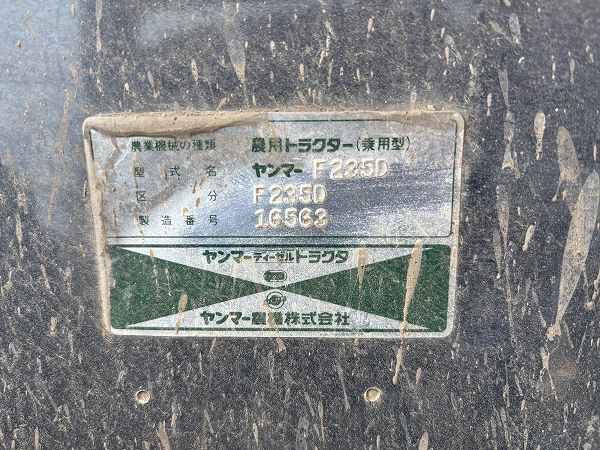 農業機械の種類 農用トラクター(乗用型)
型式名 ヤンマー F235D
区分 F235D
製造番号 16563
ヤンマーディーゼルトラクタ
ヤンマー農機株式会社